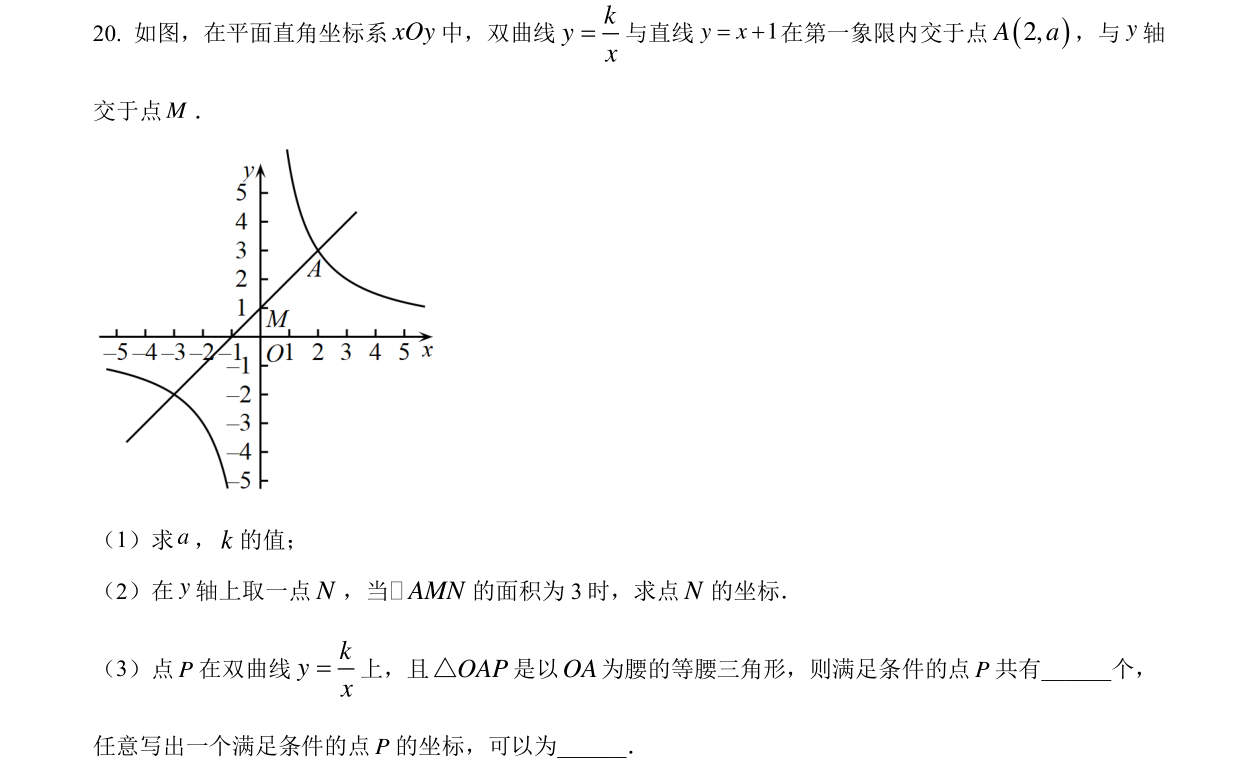 20. 如图，在平面直角坐标系 xOy 中，双曲线 y = k/x 与直线 y = x+1在第一象限内交于点 A(2,a)，与 y 轴
交于点 M．
y
5
4
3
A
2
1
M
–5 –4 –3 –2 –1 O 1 2 3 4 5 x
–1
–2
–3
–4
–5
（1）求 a，k 的值；
（2）在 y 轴上取一点 N，当□ AMN 的面积为 3 时，求点 N 的坐标．
（3）点 P 在双曲线 y = k/x 上，且 △OAP 是以 OA 为腰的等腰三角形，则满足条件的点 P 共有______个，
任意写出一个满足条件的点 P 的坐标，可以为______．